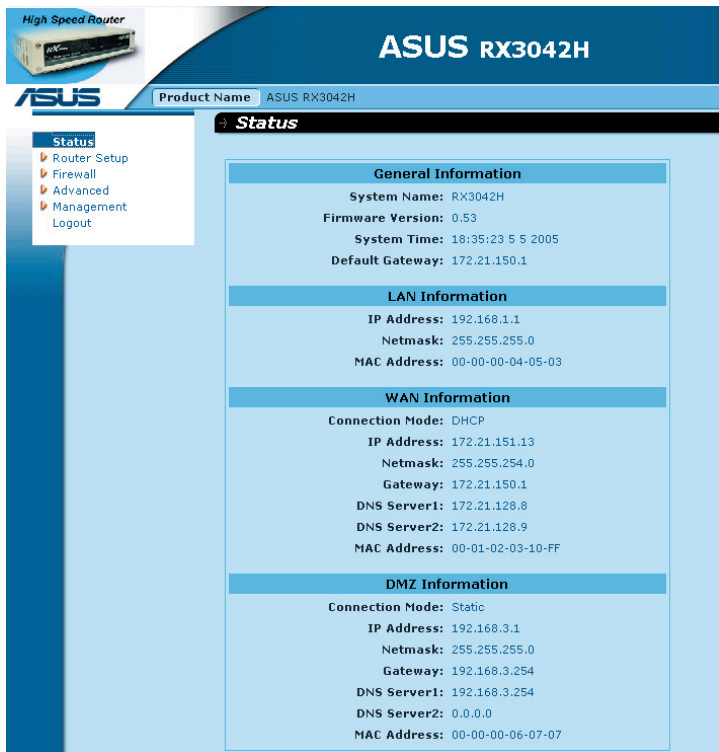 High Speed Router
ASUS RX3042H
ASUS
Product Name ASUS RX3042H
Status
Status
Router Setup
Firewall
Advanced
Management
Logout
General Information
System Name: RX3042H
Firmware Version: 0.53
System Time: 18:35:23 5 5 2005
Default Gateway: 172.21.150.1
LAN Information
IP Address: 192.168.1.1
Netmask: 255.255.255.0
MAC Address: 00-00-00-04-05-03
WAN Information
Connection Mode: DHCP
IP Address: 172.21.151.13
Netmask: 255.255.254.0
Gateway: 172.21.150.1
DNS Server1: 172.21.128.8
DNS Server2: 172.21.128.9
MAC Address: 00-01-02-03-10-FF
DMZ Information
Connection Mode: Static
IP Address: 192.168.3.1
Netmask: 255.255.255.0
Gateway: 192.168.3.254
DNS Server1: 192.168.3.254
DNS Server2: 0.0.0.0
MAC Address: 00-00-00-06-07-07